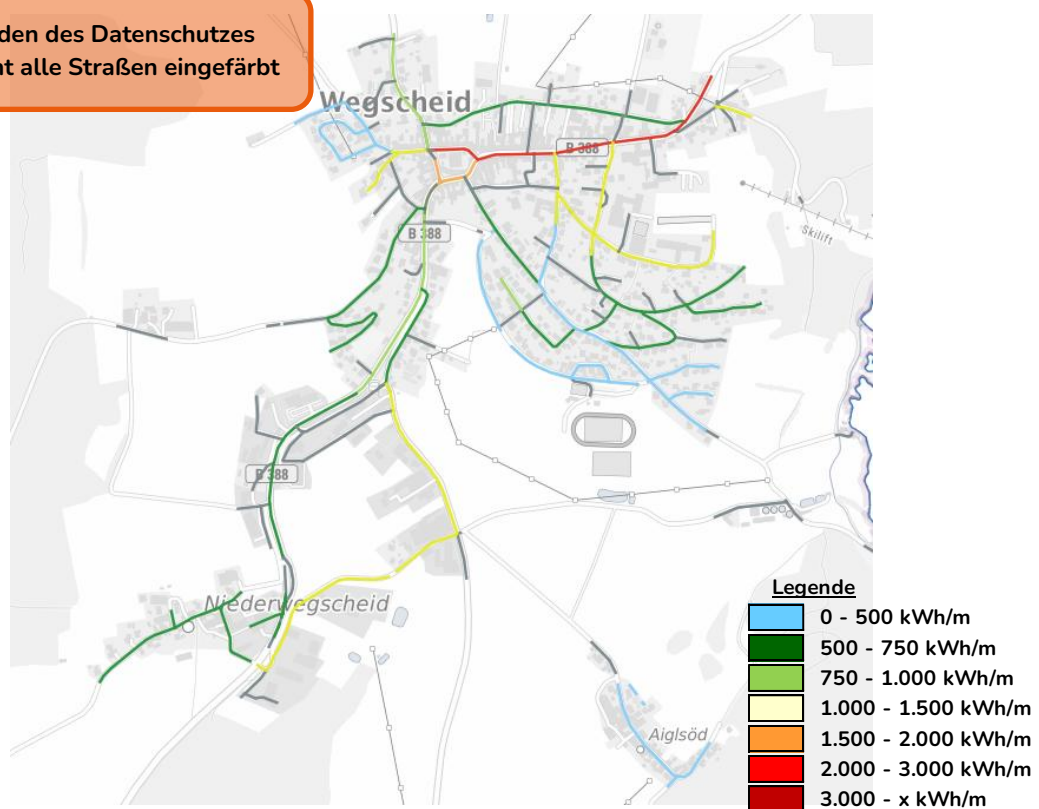 den des Datenschutzes
nt alle Straßen eingefärbt
Wegscheid
B 388
B 388
Skilift
B 388
Niederwegscheid
Aiglsöd
Legende
0 - 500 kWh/m
500 - 750 kWh/m
750 - 1.000 kWh/m
1.000 - 1.500 kWh/m
1.500 - 2.000 kWh/m
2.000 - 3.000 kWh/m
3.000 - x kWh/m